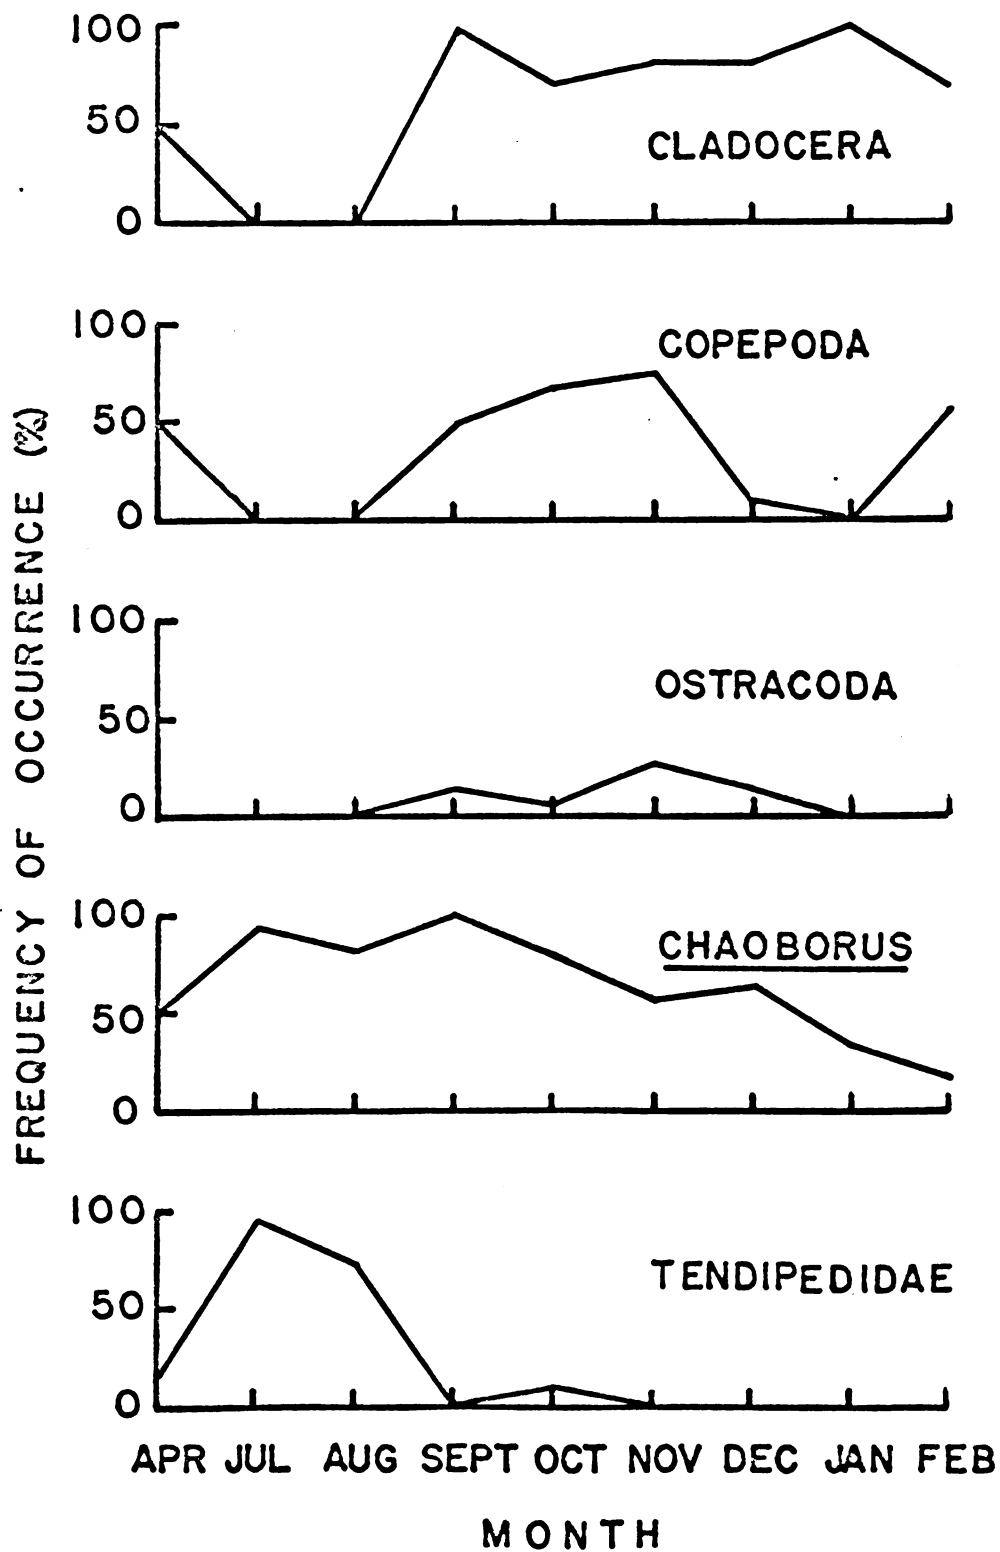 100
50
0
CLADOCERA
100
50
0
COPEPODA
100
50
0
OSTRACODA
100
50
0
CHAOBORUS
100
50
0
TENDIPEDIDAE
APR JUL AUG SEPT OCT NOV DEC JAN FEB
MONTH
FREQUENCY OF OCCURRENCE (%)